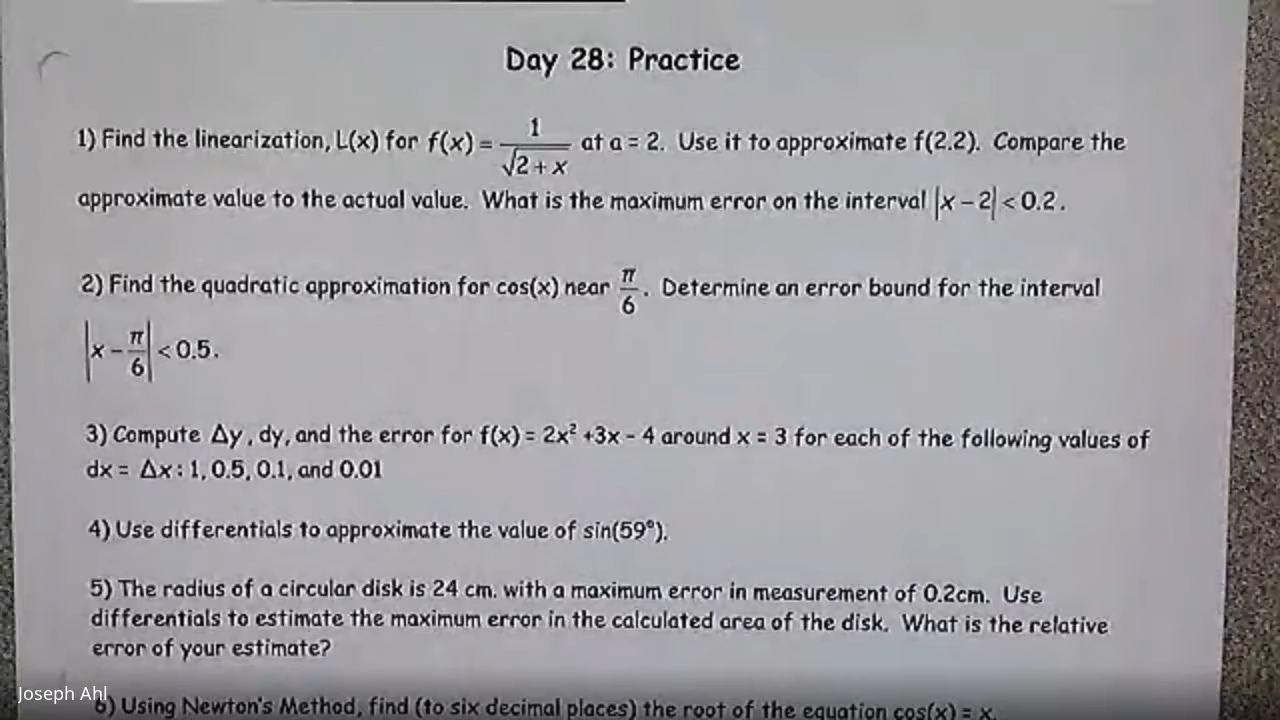 Day 28: Practice
1) Find the linearization, L(x) for f(x) = 1/√(2 + x) at a = 2. Use it to approximate f(2.2). Compare the
approximate value to the actual value. What is the maximum error on the interval |x - 2| < 0.2.
2) Find the quadratic approximation for cos(x) near π/6. Determine an error bound for the interval
|x - π/6| < 0.5.
3) Compute Δy, dy, and the error for f(x) = 2x² +3x - 4 around x = 3 for each of the following values of
dx = Δx: 1, 0.5, 0.1, and 0.01
4) Use differentials to approximate the value of sin(59°).
5) The radius of a circular disk is 24 cm. with a maximum error in measurement of 0.2cm. Use
differentials to estimate the maximum error in the calculated area of the disk. What is the relative
error of your estimate?
Joseph Ahl
6) Using Newton's Method, find (to six decimal places) the root of the equation cos(x) = x.